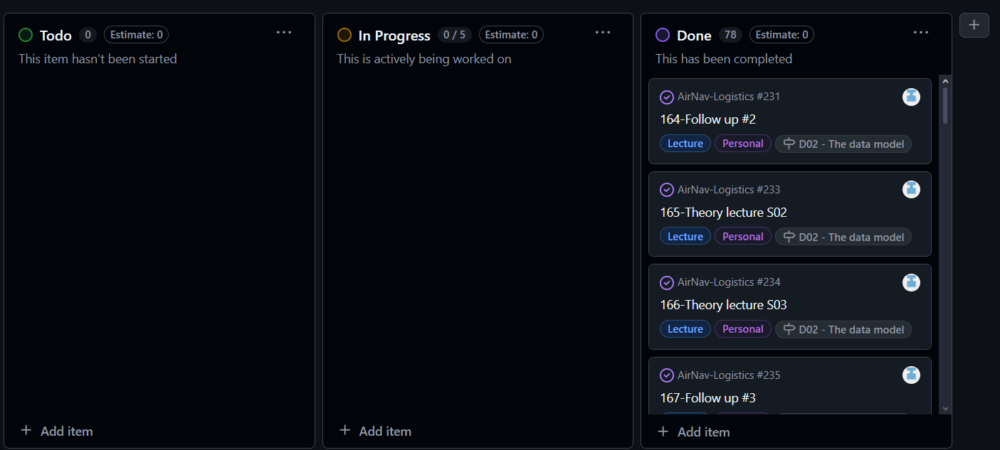 Todo 0 Estimate: 0
This item hasn't been started
Add item
In Progress 0 / 5 Estimate: 0
This is actively being worked on
Add item
Done 78 Estimate: 0
This has been completed
AirNav-Logistics #231
164-Follow up #2
Lecture Personal D02 - The data model
AirNav-Logistics #233
165-Theory lecture S02
Lecture Personal D02 - The data model
AirNav-Logistics #234
166-Theory lecture S03
Lecture Personal D02 - The data model
AirNav-Logistics #235
167-Follow up #3
Add item